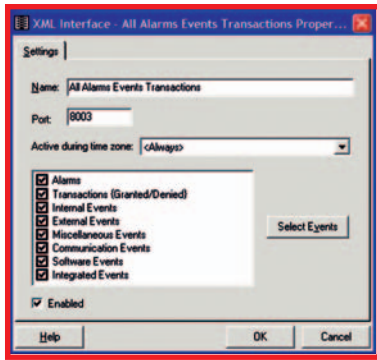 XML Interface - All Alarms Events Transactions Proper...
Settings
Name: All Alarms Events Transactions
Port: 8003
Active during time zone: <Always>
Alarms
Transactions (Granted/Denied)
Internal Events
External Events
Miscellaneous Events
Communication Events
Software Events
Integrated Events
Select Events
Enabled
Help OK Cancel